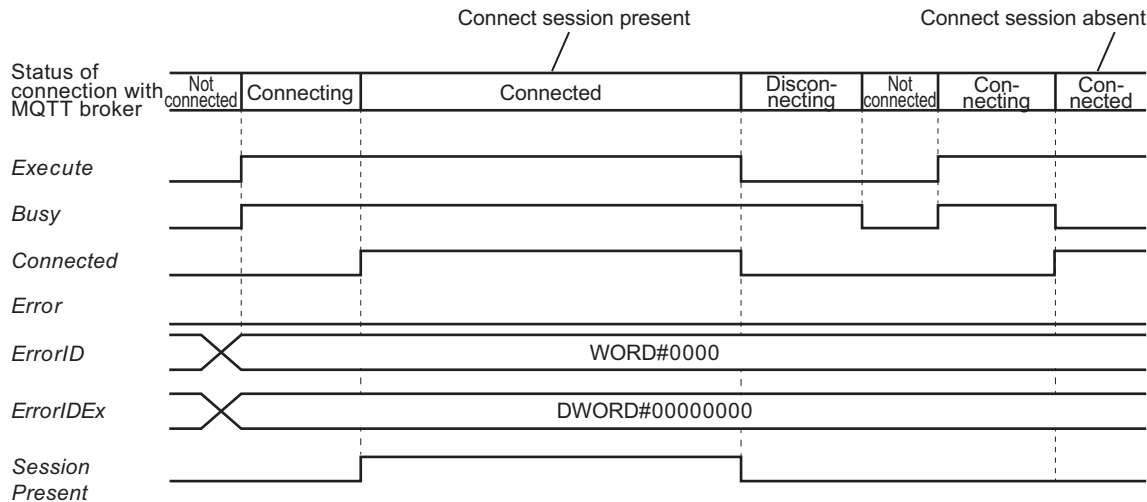 Connect session present
Connect session absent
Status of
connection with
MQTT broker
Not
connected
Connecting
Connected
Discon-
necting
Not
connected
Con-
necting
Con-
nected
Execute
Busy
Connected
Error
ErrorID
WORD#0000
ErrorIDEx
DWORD#00000000
Session
Present